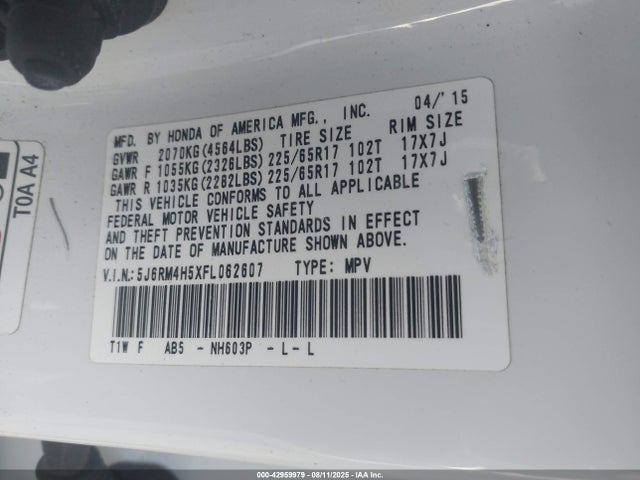 MFD. BY HONDA OF AMERICA MFG., INC. 04/'15
GVWR 2070KG(4564LBS) TIRE SIZE RIM SIZE
GAWR F 1055KG(2326LBS) 225/65R17 102T 17X7J
GAWR R 1035KG(2282LBS) 225/65R17 102T 17X7J
THIS VEHICLE CONFORMS TO ALL APPLICABLE
FEDERAL MOTOR VEHICLE SAFETY
AND THEFT PREVENTION STANDARDS IN EFFECT
ON THE DATE OF MANUFACTURE SHOWN ABOVE.
V.I.N.:5J6RM4H5XFL062607 TYPE: MPV
T1W F AB5 - NH603P - L - L
T0A A4
000-42959979 - 08/11/2025 - IAA Inc.